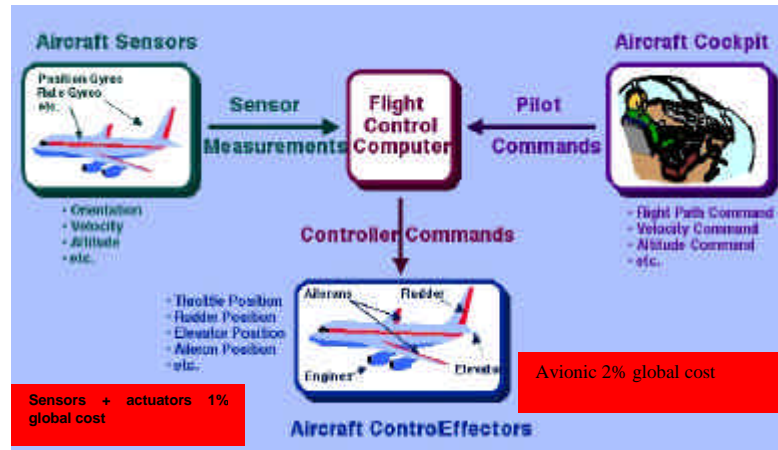 Aircraft Sensors
Position Gyros
Rate Gyros
etc.
Sensor
Measurements
• Orientation
• Velocity
• Altitude
• etc.
Flight
Control
Computer
Aircraft Cockpit
Pilot
Commands
• Flight Path Command
• Velocity Command
• Altitude Command
• etc.
Controller Commands
• Throttle Position
• Rudder Position
• Elevator Position
• Aileron Position
• etc.
Ailerons
Rudder
Engines
Elevator
Aircraft ControlEffectors
Sensors + actuators 1%
global cost
Avionic 2% global cost